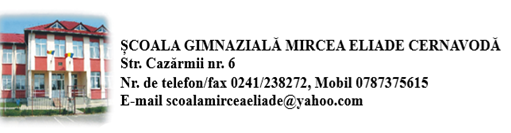 ȘCOALA GIMNAZIALĂ MIRCEA ELIADE CERNAVODĂ
Str. Cazărmii nr. 6
Nr. de telefon/fax 0241/238272, Mobil 0787375615
E-mail scoalamirceaeliade@yahoo.com